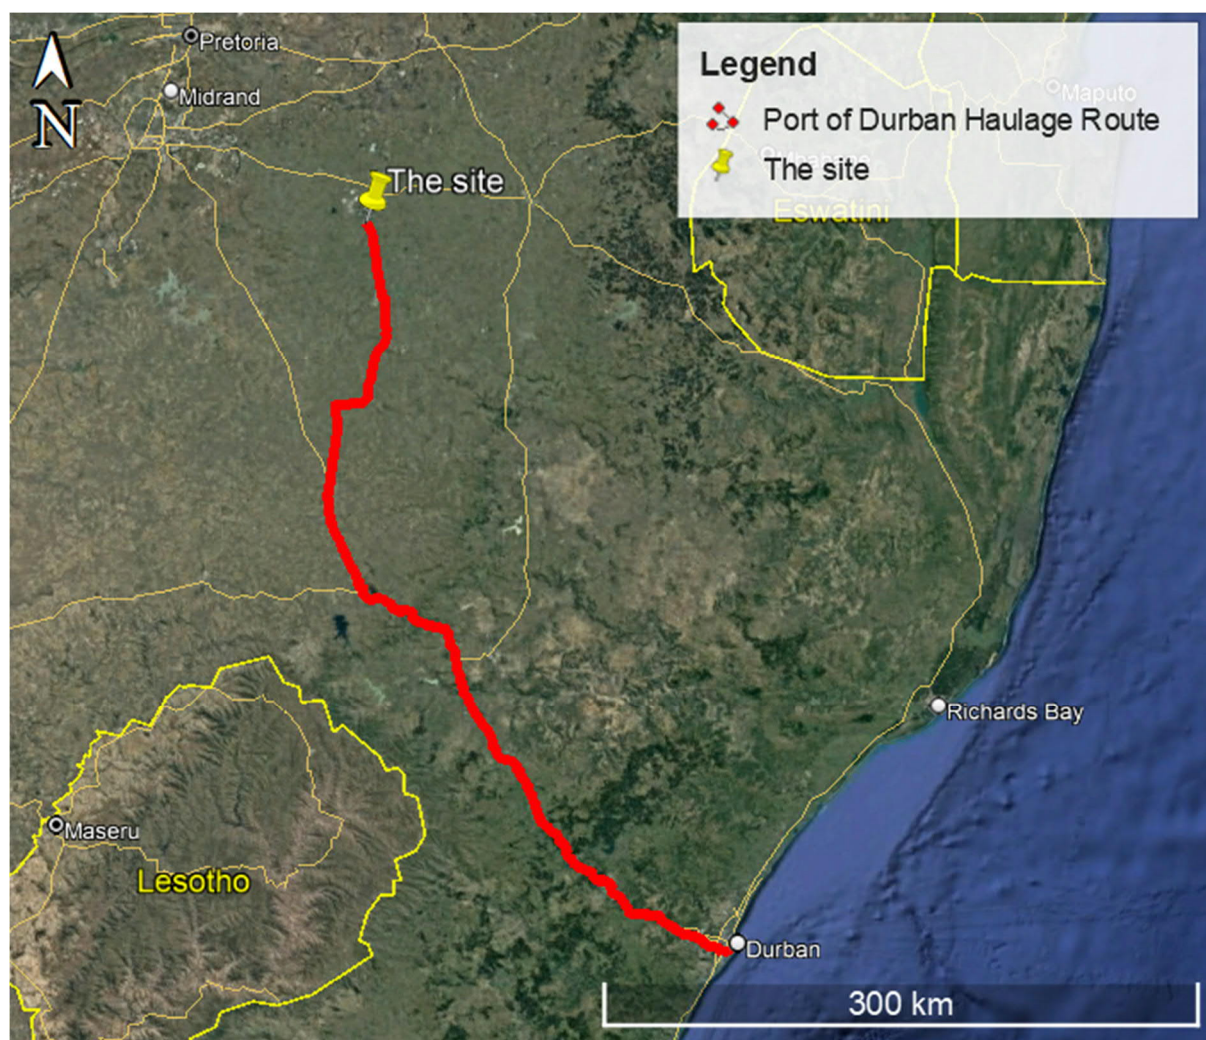 Pretoria
Midrand
N
The site
Legend
Port of Durban Haulage Route
The site
Maputo
Eswatini
Richards Bay
Maseru
Lesotho
Durban
300 km